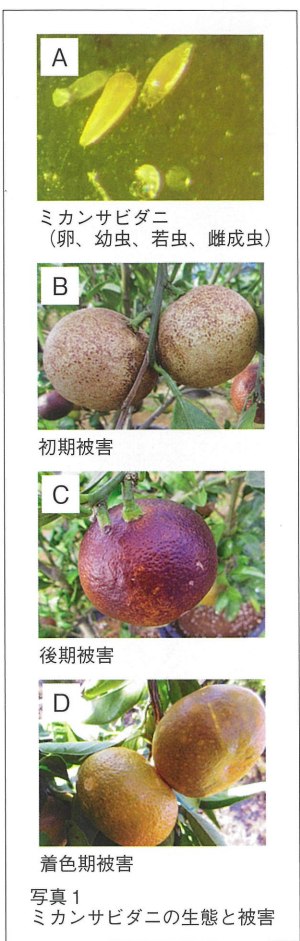 A
ミカンサビダニ
（卵、幼虫、若虫、雌成虫）
B
初期被害
C
後期被害
D
着色期被害
写真1
ミカンサビダニの生態と被害